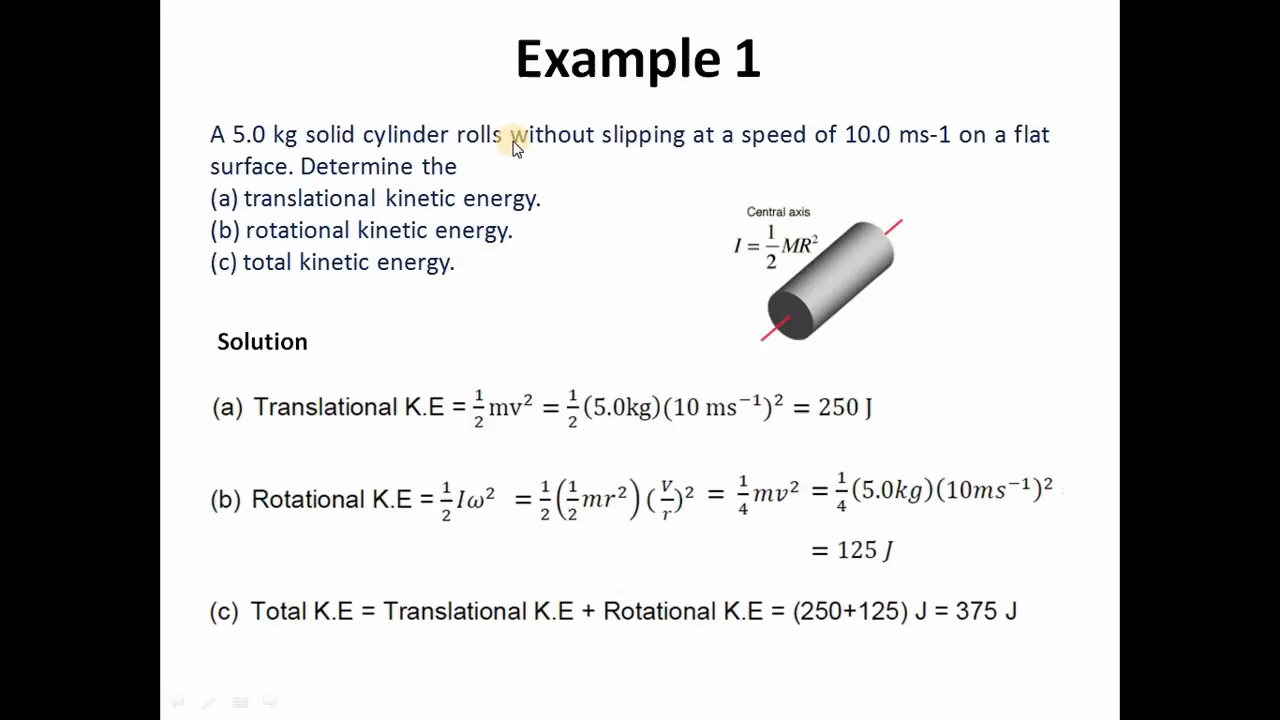 Example 1
A 5.0 kg solid cylinder rolls without slipping at a speed of 10.0 ms-1 on a flat
surface. Determine the
(a) translational kinetic energy.
(b) rotational kinetic energy.
(c) total kinetic energy.
Central axis
I = 1/2 MR²
Solution
(a) Translational K.E = 1/2 mv² = 1/2 (5.0kg)(10 ms⁻¹)² = 250 J
(b) Rotational K.E = 1/2 Iω² = 1/2 (1/2 mr²) (V/r)² = 1/4 mv² = 1/4 (5.0kg)(10ms⁻¹)²
= 125 J
(c) Total K.E = Translational K.E + Rotational K.E = (250+125) J = 375 J